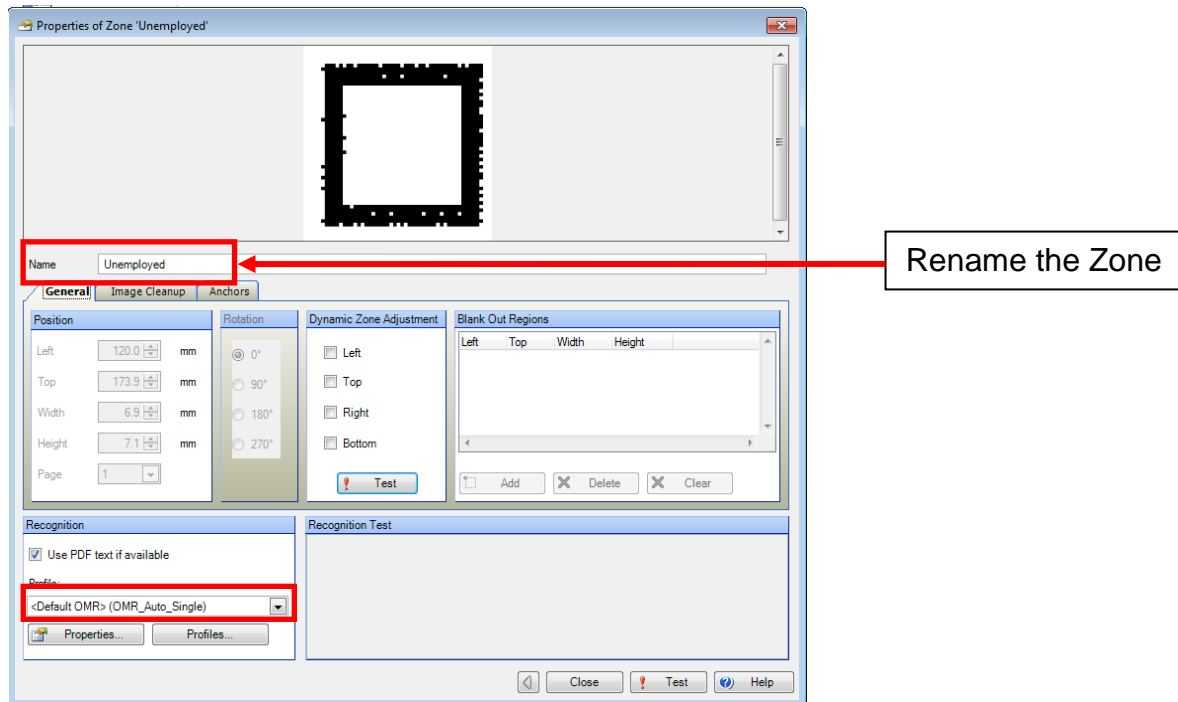 Properties of Zone 'Unemployed'
Rename the Zone
Name Unemployed
General Image Cleanup Anchors
Position Rotation Dynamic Zone Adjustment Blank Out Regions
Left 120.0 mm 0° Left Left Top Width Height
Top 173.9 mm 90° Top
Width 6.9 mm 180° Right
Height 7.1 mm 270° Bottom
Page 1 Test Add Delete Clear
Recognition Recognition Test
Use PDF text if available
Profile:
<Default OMR> (OMR_Auto_Single)
Properties... Profiles...
Close Test Help